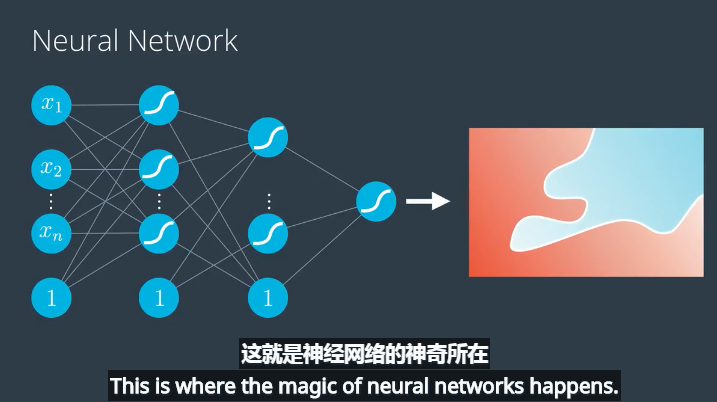 Neural Network
x₁
x₂
xₙ
1
1
1
这就是神经网络的神奇所在
This is where the magic of neural networks happens.